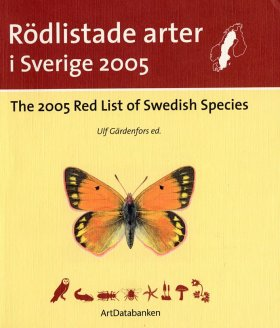 Rödlistade arter
i Sverige 2005
The 2005 Red List of Swedish Species
Ulf Gärdenfors ed.
ArtDatabanken